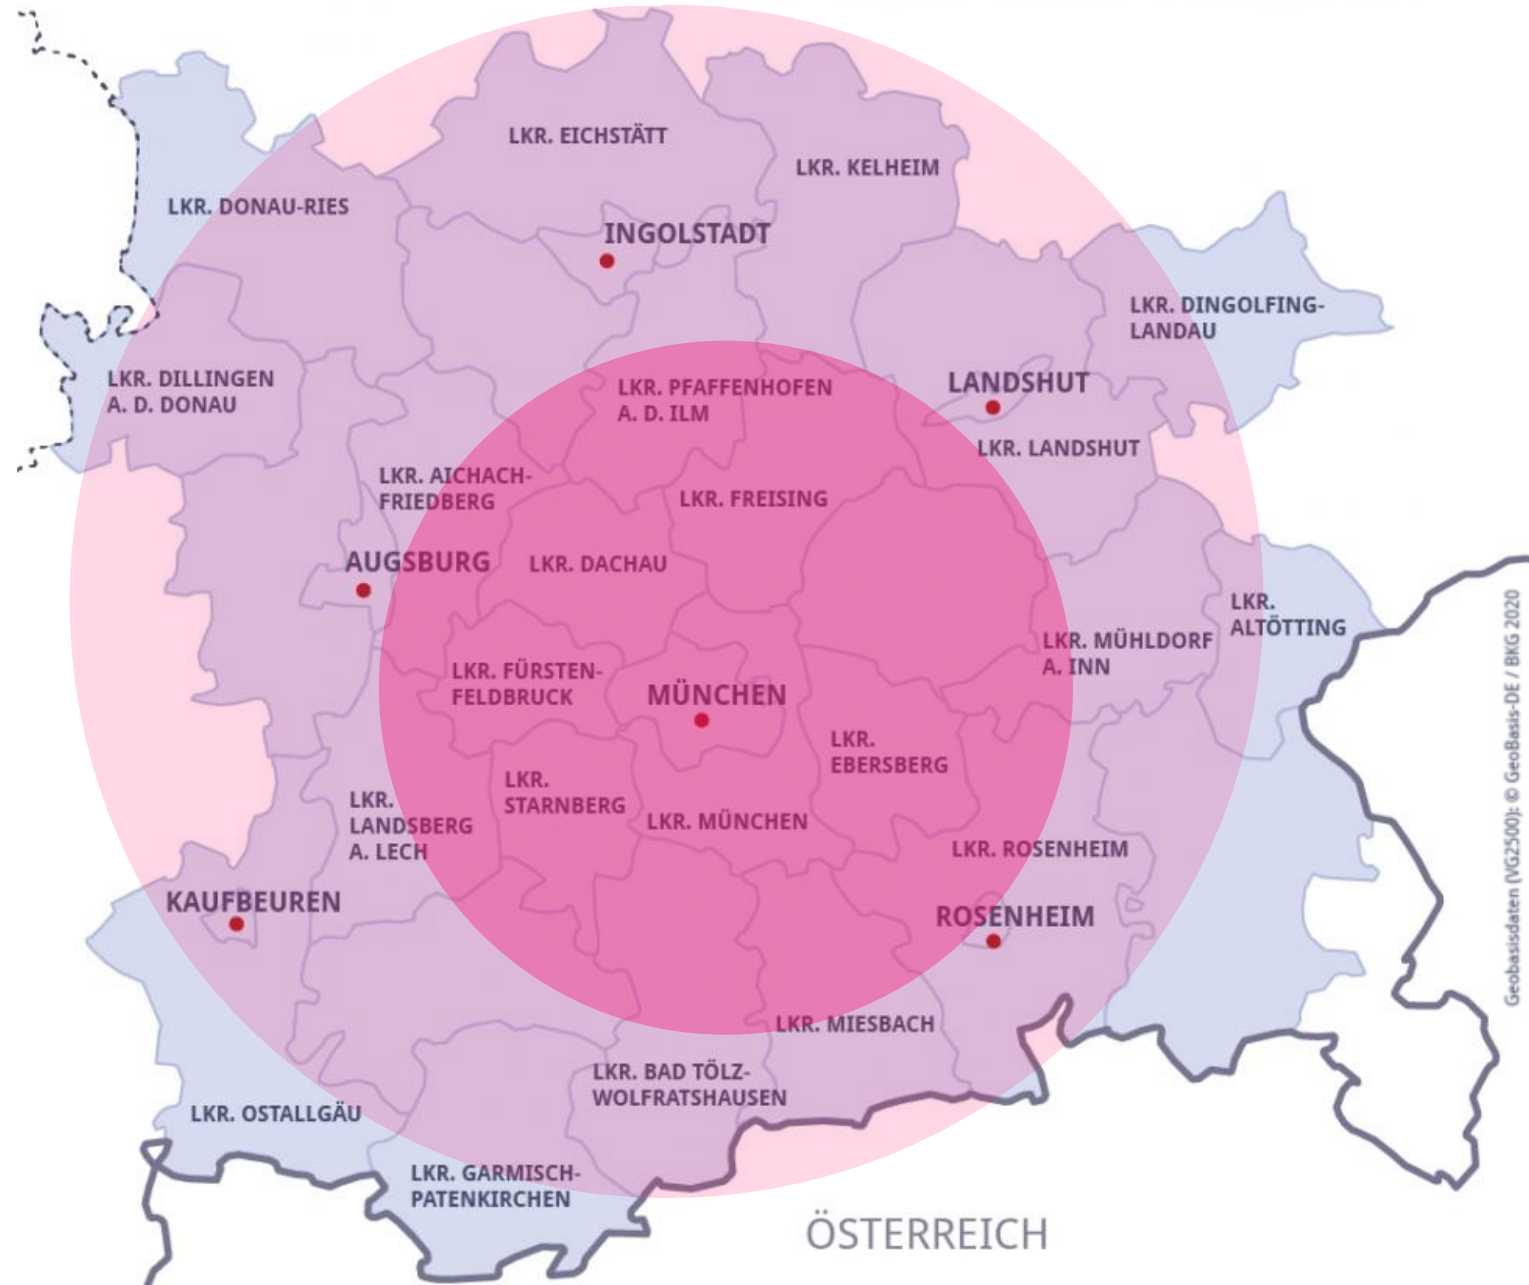 LKR. EICHSTÄTT
LKR. KELHEIM
LKR. DONAU-RIES
INGOLSTADT
LKR. DINGOLFING-
LANDAU
LKR. DILLINGEN
A. D. DONAU
LKR. PFAFFENHOFEN
A. D. ILM
LANDSHUT
LKR. LANDSHUT
LKR. AICHACH-
FRIEDBERG
LKR. FREISING
AUGSBURG
LKR. DACHAU
LKR.
ALTÖTTING
LKR. MÜHLDORF
A. INN
LKR. FÜRSTEN-
FELDBRUCK
MÜNCHEN
LKR.
EBERSBERG
LKR.
STARNBERG
LKR.
LANDSBERG
A. LECH
LKR. MÜNCHEN
LKR. ROSENHEIM
KAUFBEUREN
ROSENHEIM
LKR. MIESBACH
LKR. BAD TÖLZ-
WOLFRATSHAUSEN
LKR. OSTALLGÄU
LKR. GARMISCH-
PATENKIRCHEN
ÖSTERREICH
Geobasisdaten (VG2500): © GeoBasis-DE / BKG 2020